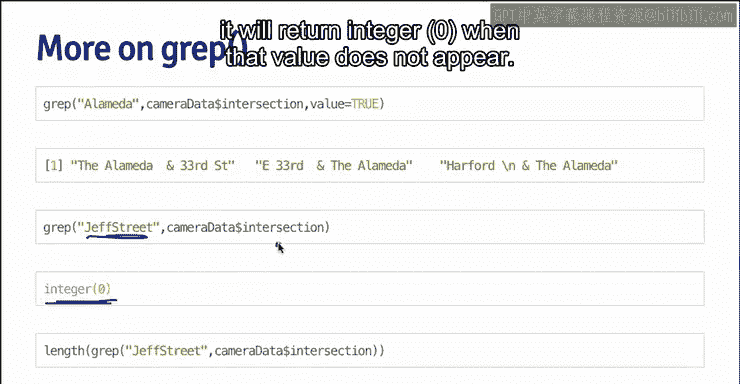 it will return integer (0) when
that value does not appear.
More on grep()
grep("Alameda",cameraData$intersection,value=TRUE)
[1] "The Alameda  & 33rd St"   "E 33rd  & The Alameda"    "Harford \n & The Alameda"
grep("JeffStreet",cameraData$intersection)
integer(0)
length(grep("JeffStreet",cameraData$intersection))